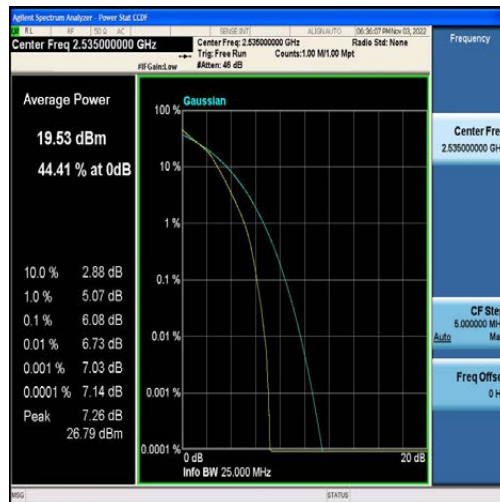 Agilent Spectrum Analyzer - Power Stat CCDF
RL RF 50 Ω AC SENSE:INT ALIGNAUTO 06:36:07 PM Nov 03, 2022
Center Freq 2.535000000 GHz
Center Freq: 2.535000000 GHz Radio Std: None
Trig: Free Run Counts:1.00 M/1.00 Mpt
#IFGain:Low #Atten: 46 dB
Frequency
Average Power
19.53 dBm
44.41 % at 0dB
10.0 % 2.88 dB
1.0 % 5.07 dB
0.1 % 6.08 dB
0.01 % 6.73 dB
0.001 % 7.03 dB
0.0001 % 7.14 dB
Peak 7.26 dB
26.79 dBm
Gaussian
100 %
10 %
1 %
0.1 %
0.01 %
0.001 %
0.0001 %
0 dB 20 dB
Info BW 25.000 MHz
Center Fre
2.535000000 GH
CF Ste
5.000000 MH
Auto Ma
Freq Offse
0 H
MSG STATUS